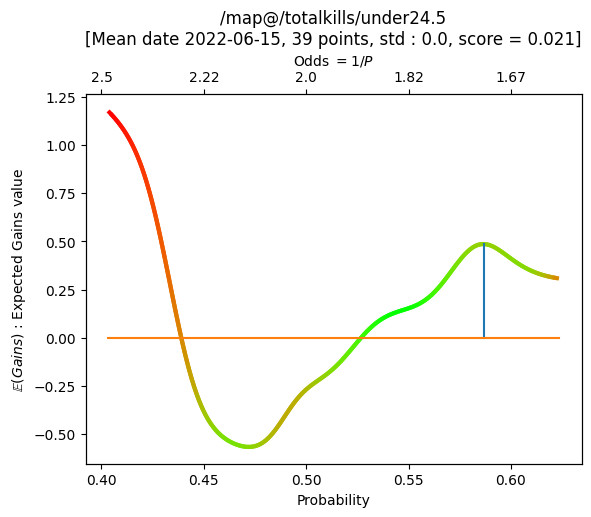 /map@/totalkills/under24.5
[Mean date 2022-06-15, 39 points, std : 0.0, score = 0.021]
Odds = 1/P
2.5 2.22 2.0 1.82 1.67
1.25
1.00
0.75
0.50
0.25
0.00
−0.25
−0.50
𝔼(Gains) : Expected Gains value
0.40 0.45 0.50 0.55 0.60
Probability